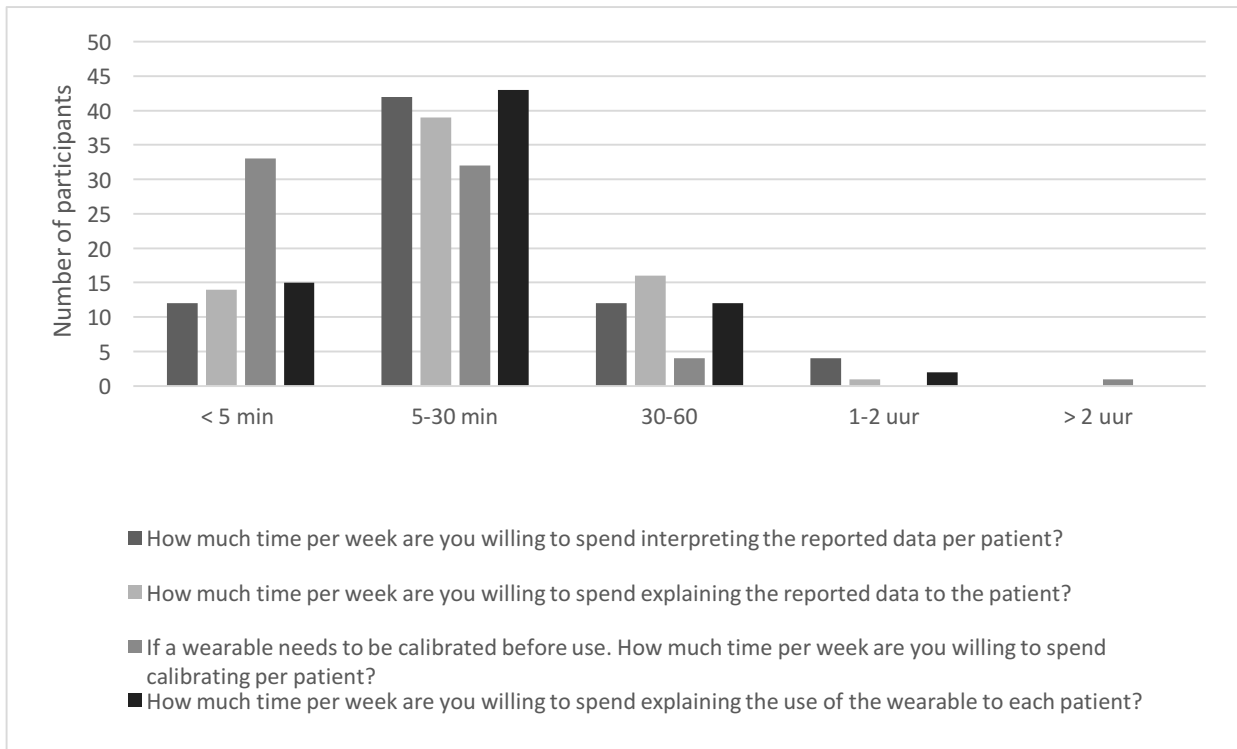 50
45
40
35
30
25
20
15
10
5
0
Number of participants
< 5 min
5-30 min
30-60
1-2 uur
> 2 uur
How much time per week are you willing to spend interpreting the reported data per patient?
How much time per week are you willing to spend explaining the reported data to the patient?
If a wearable needs to be calibrated before use. How much time per week are you willing to spend
calibrating per patient?
How much time per week are you willing to spend explaining the use of the wearable to each patient?